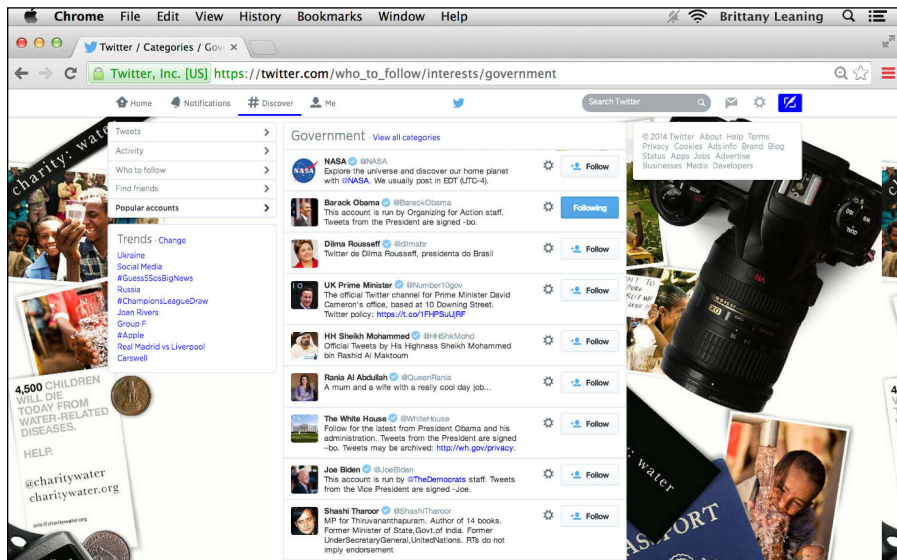 Chrome File Edit View History Bookmarks Window Help Brittany Leaning
Twitter / Categories / Gov
Twitter, Inc. [US] https://twitter.com/who_to_follow/interests/government
Home Notifications # Discover Me Search Twitter
Tweets
Activity
Who to follow
Find friends
Popular accounts
Trends · Change
Ukraine
Social Media
#Guess5SosBigNews
Russia
#ChampionsLeagueDraw
Joan Rivers
Group F
#Apple
Real Madrid vs Liverpool
Carswell
Government · View all categories
NASA @NASA
Explore the universe and discover our home planet
with @NASA. We usually post in EDT (UTC-4).
Follow
Barack Obama @BarackObama
This account is run by Organizing for Action staff.
Tweets from the President are signed -bo.
Following
Dilma Rousseff @dilmabr
Twitter de Dilma Rousseff, presidenta do Brasil
Follow
UK Prime Minister @Number10gov
The official Twitter channel for Prime Minister David
Cameron's office, based at 10 Downing Street.
Twitter policy: https://t.co/1FHPSuUjRF
Follow
HH Sheikh Mohammed @HHShkMohd
Official Tweets by His Highness Sheikh Mohammed
bin Rashid Al Maktoum
Follow
Rania Al Abdullah @QueenRania
A mum and a wife with a really cool day job...
Follow
The White House @WhiteHouse
Follow for the latest from President Obama and his
administration. Tweets from the President are signed
-bo. Tweets may be archived: http://wh.gov/privacy.
Follow
Joe Biden @JoeBiden
This account is run by @TheDemocrats staff. Tweets
from the Vice President are signed -Joe.
Follow
Shashi Tharoor @ShashiTharoor
MP for Thiruvananthapuram. Author of 14 books.
Former Minister of State,Govt.of India. Former
UnderSecretaryGeneral,UnitedNations. RTs do not
imply endorsement
Follow
© 2014 Twitter About Help Terms
Privacy Cookies Ads info Brand Blog
Status Apps Jobs Advertise
Businesses Media Developers
charity: water
4,500 CHILDREN
WILL DIE
TODAY FROM
WATER-RELATED
DISEASES.
HELP.
@charitywater
charitywater.org
info@charitywater.org
XD
VR
water
PASSPORT